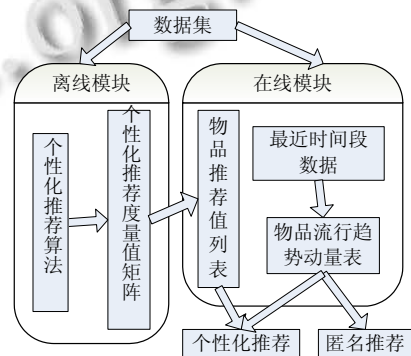 数据集
离线模块
在线模块
个性化推荐算法
个性化推荐度量值矩阵
物品推荐值列表
最近时间段
数据
物品流行趋
势动量表
个性化推荐
匿名推荐